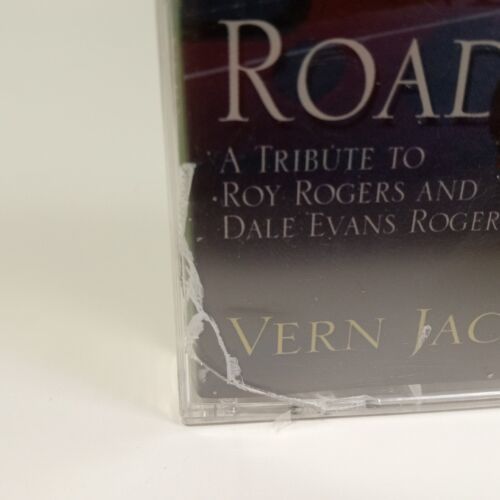 ROAD
A TRIBUTE TO
ROY ROGERS AND
DALE EVANS ROGER
VERN JAC